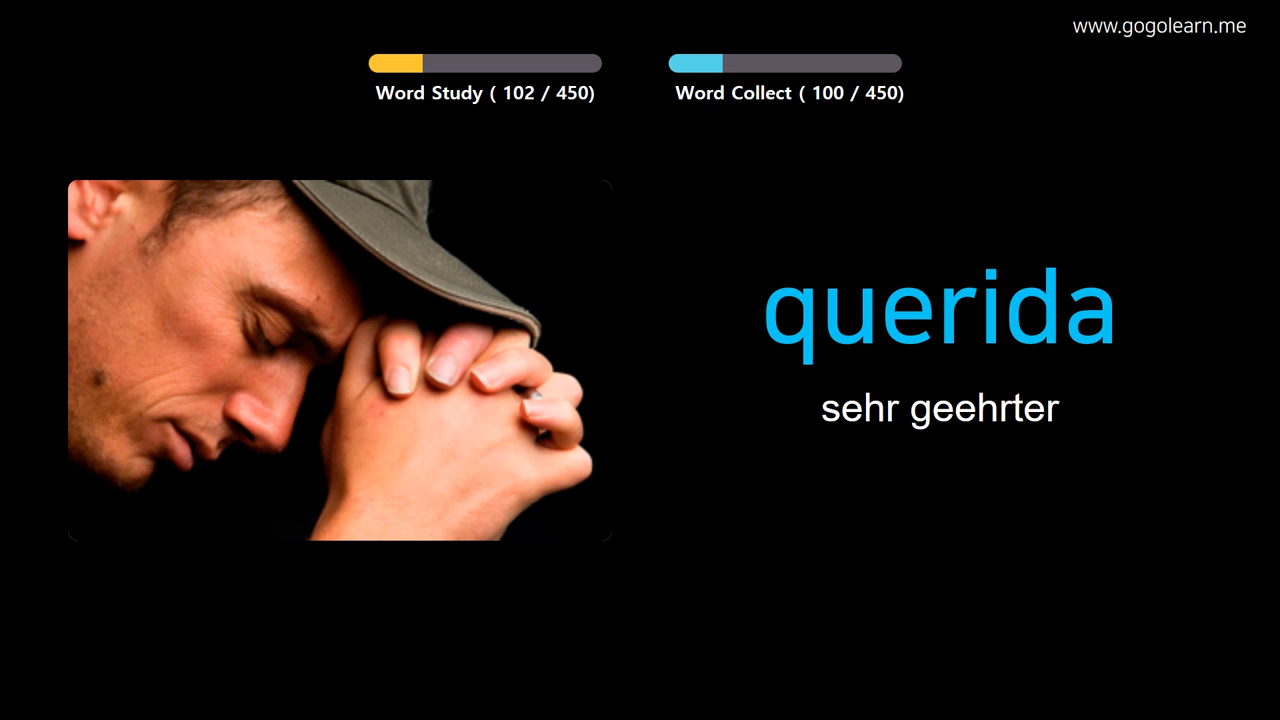 www.gogolearn.me
Word Study ( 102 / 450)
Word Collect ( 100 / 450)
querida
sehr geehrter